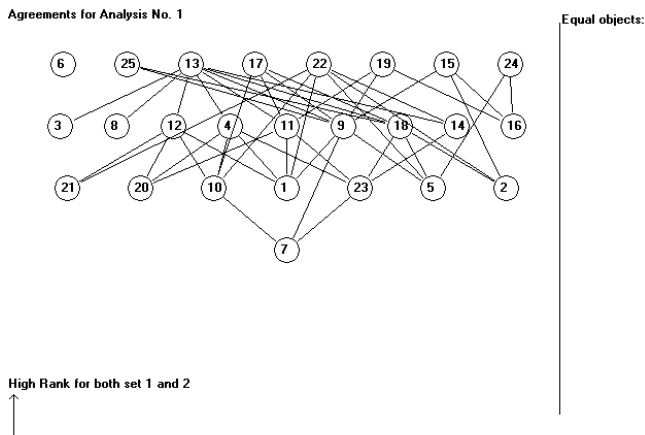 Agreements for Analysis No. 1
Equal objects:
6 25 13 17 22 19 15 24
3 8 12 4 11 9 18 14 16
21 20 10 1 23 5 2
7
High Rank for both set 1 and 2